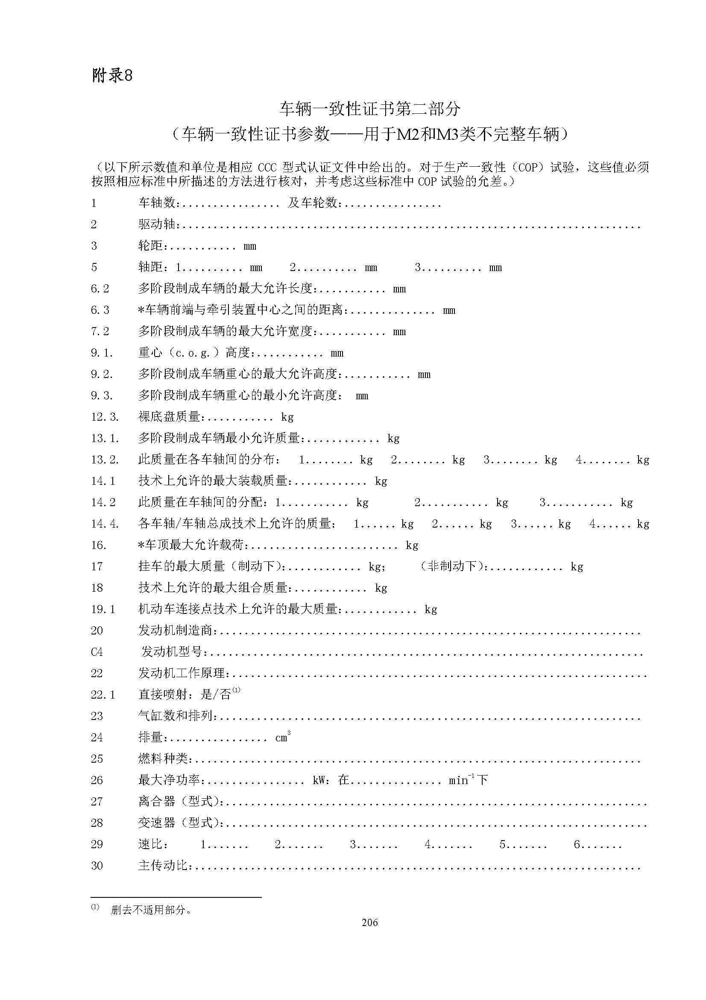 附录8
车辆一致性证书第二部分
（车辆一致性证书参数——用于M2和M3类不完整车辆）
（以下所示数值和单位是相应 CCC 型式认证文件中给出的。对于生产一致性（COP）试验，这些值必须
按照相应标准中所描述的方法进行核对，并考虑这些标准中 COP 试验的允差。）
1 车轴数：................ 及车轮数：................
2 驱动轴：..........................................................................
3 轮距：........... mm
5 轴距：1.......... mm 2.......... mm 3.......... mm
6.2 多阶段制成车辆的最大允许长度：........... mm
6.3 *车辆前端与牵引装置中心之间的距离：.............. mm
7.2 多阶段制成车辆的最大允许宽度：........... mm
9.1. 重心（c.o.g.）高度：........... mm
9.2. 多阶段制成车辆重心的最大允许高度：........... mm
9.3. 多阶段制成车辆重心的最小允许高度： mm
12.3. 裸底盘质量：........... kg
13.1. 多阶段制成车辆最小允许质量：............ kg
13.2. 此质量在各车轴间的分布： 1........ kg 2........ kg 3........ kg 4........ kg
14.1 技术上允许的最大装载质量：............ kg
14.2 此质量在车轴间的分配：1........... kg 2........... kg 3........... kg
14.4. 各车轴/车轴总成技术上允许的质量： 1...... kg 2...... kg 3...... kg 4...... kg
16. *车顶最大允许载荷：........................ kg
17 挂车的最大质量（制动下）：............ kg； （非制动下）：............ kg
18 技术上允许的最大组合质量：............ kg
19.1 机动车连接点技术上允许的最大质量：............ kg
20 发动机制造商：....................................................................
C4 发动机型号：......................................................................
22 发动机工作原理：...................................................................
22.1 直接喷射：是/否⁽¹⁾
23 气缸数和排列：....................................................................
24 排量：................ cm³
25 燃料种类：........................................................................
26 最大净功率：................ kW：在............... min⁻¹下
27 离合器（型式）：....................................................................
28 变速器（型式）：....................................................................
29 速比： 1....... 2....... 3....... 4....... 5....... 6.......
30 主传动比：........................................................................
⁽¹⁾ 删去不适用部分。
206